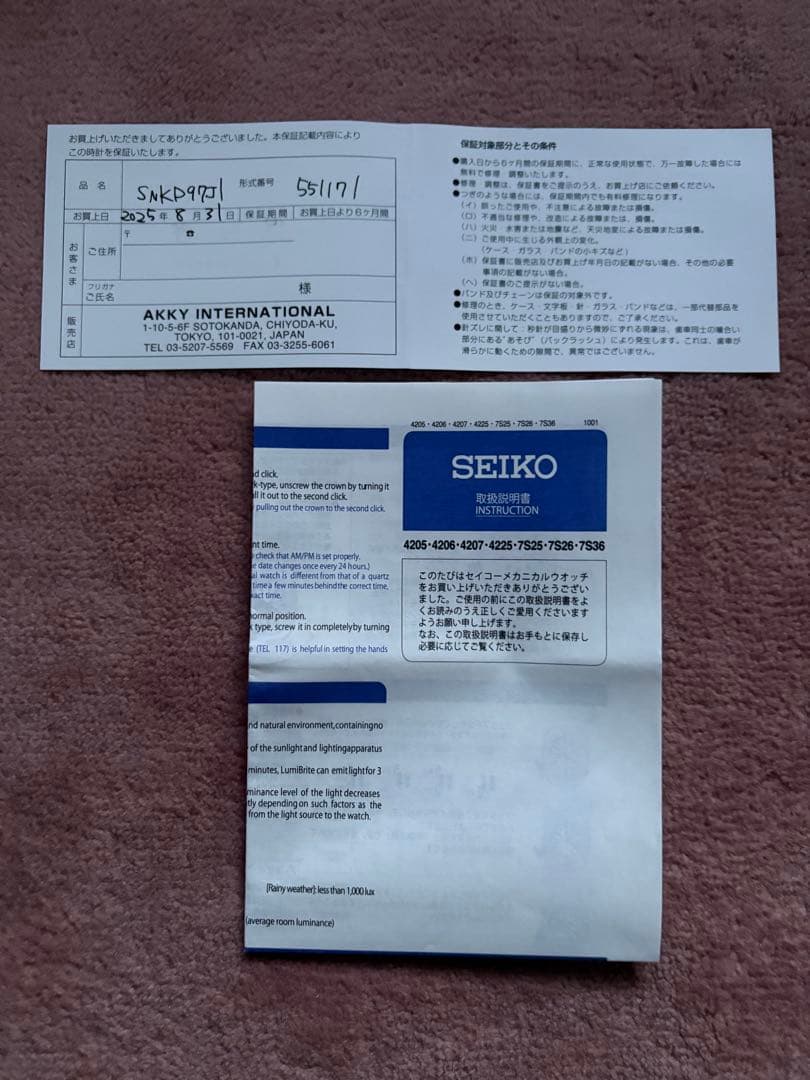 お買上げいただきましてありがとうございました。本保証記載内容により
この時計を保証いたします。
品名 SNKD97J1 形式番号 551171
お買上日 2025年8月31日 保証期間 お買上日より6ケ月間
お客さま
ご住所 〒 ☎
フリガナ
ご氏名 様
販売店
AKKY INTERNATIONAL
1-10-5-6F SOTOKANDA, CHIYODA-KU,
TOKYO, 101-0021, JAPAN
TEL 03-5207-5569 FAX 03-3255-6061
保証対象部分とその条件
●購入日から6ケ月間の保証期間に、正常な使用状態で、万一故障した場合には
無料で修理、調整いたします。
●修理、調整は、保証書をご提示のうえ、お買上げ店にご依頼ください。
●つぎのような場合には、保証期間内でも有料修理になります。
(イ) 誤ったご使用や、不注意による故障または損傷。
(ロ) 不適当な修理や、改造による故障または、損傷。
(ハ) 火災・水害または地震など、天災地変による故障または損傷。
(ニ) ご使用中に生じる外観上の変化。
(ケース・ガラス・バンドの小キズなど)
(ホ) 保証書に販売店及びお買上げ年月日の記載がない場合、その他の必要
事項の記載がない場合。
(ヘ) 保証書のご提示がない場合。
●バンド及びチェーンは保証の対象外です。
●修理のとき、ケース・文字板・針・ガラス・バンドなどは、一部代替部品を
使用させていただくこともありますので、ご了承ください。
●針ズレに関して:秒針が目盛りから微妙にずれる現象は、歯車同士の噛合い
部分にある"あそび"(バックラッシュ)により発生します。これは、歯車が
滑らかに動くための隙間で、異常ではございません。
4205・4206・4207・4225・7S25・7S26・7S36 1001
SEIKO
取扱説明書
INSTRUCTION
4205・4206・4207・4225・7S25・7S26・7S36
このたびはセイコーメカニカルウオッチ
をお買い上げいただきありがとうござい
ました。ご使用の前にこの取扱説明書をよ
くお読みのうえ正しくご愛用くださいます
ようお願い申し上げます。
なお、この取扱説明書はお手もとに保存し
必要に応じてご覧ください。
d click.
k-type, unscrew the crown by turning it
ll it out to the second click.
pulling out the crown to the second click.
nt time.
check that AM/PM is set properly.
e date changes once every 24 hours.)
al watch is different from that of a quartz
time a few minutes behind the correct time,
xact time.
normal position.
type, screw it in completely by turning
e (TEL 117) is helpful in setting the hands
nd natural environment, containing no
of the sunlight and lighting apparatus
minutes, LumiBrite can emit light for 3
minance level of the light decreases
tly depending on such factors as the
from the light source to the watch.
[Rainy weather]: less than 1,000 lux
(average room luminance)